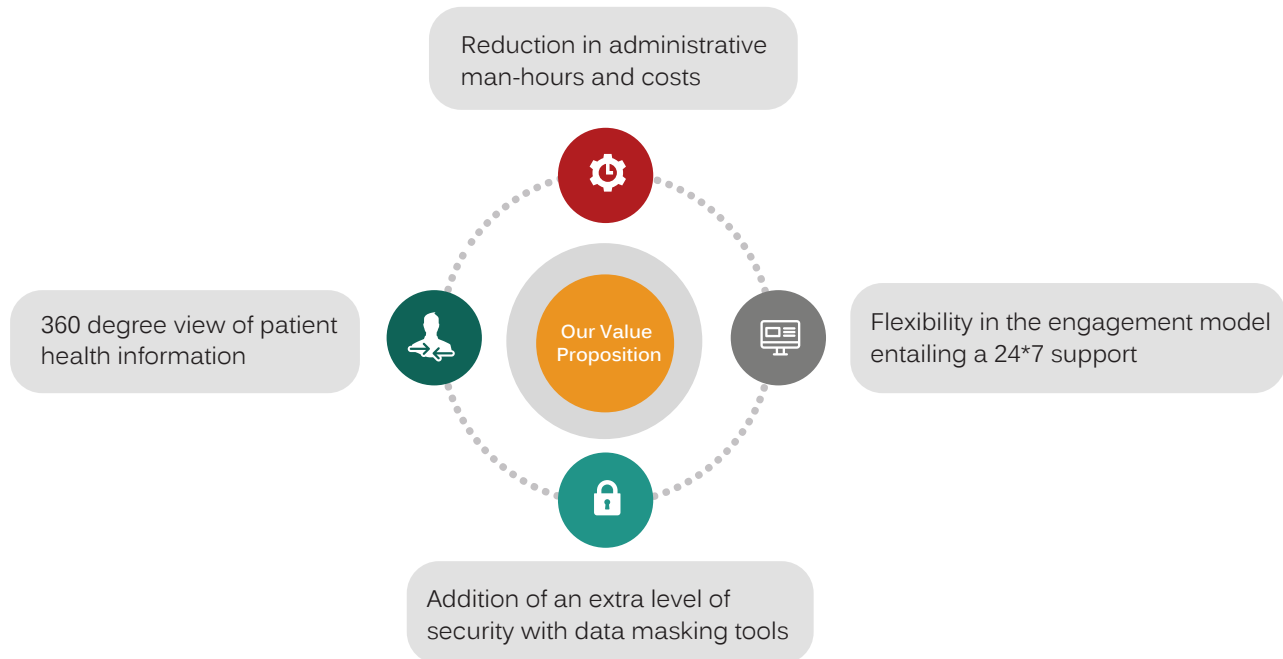 Reduction in administrative
man-hours and costs
360 degree view of patient
health information
Our Value
Proposition
Flexibility in the engagement model
entailing a 24*7 support
Addition of an extra level of
security with data masking tools